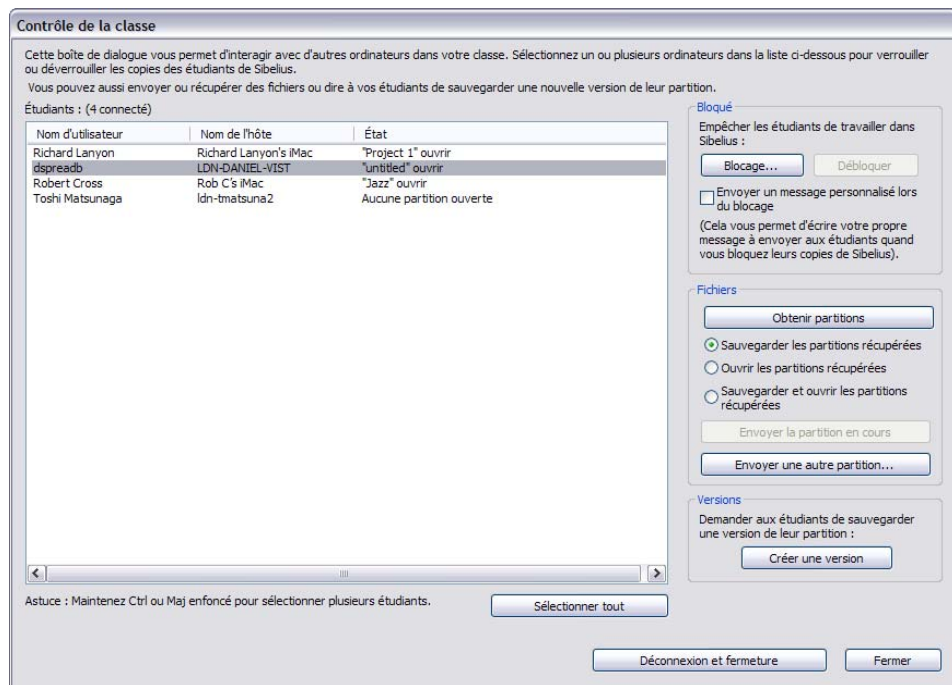 Contrôle de la classe
Cette boîte de dialogue vous permet d'interagir avec d'autres ordinateurs dans votre classe. Sélectionnez un ou plusieurs ordinateurs dans la liste ci-dessous pour verrouiller
ou déverrouiller les copies des étudiants de Sibelius.
Vous pouvez aussi envoyer ou récupérer des fichiers ou dire à vos étudiants de sauvegarder une nouvelle version de leur partition.
Étudiants : (4 connecté)
Nom d'utilisateur Nom de l'hôte État
Richard Lanyon Richard Lanyon's iMac "Project 1" ouvrir
dspreadb LDN-DANIEL-VIST "untitled" ouvrir
Robert Cross Rob C's iMac "Jazz" ouvrir
Toshi Matsunaga ldn-tmatsuna2 Aucune partition ouverte
Astuce : Maintenez Ctrl ou Maj enfoncé pour sélectionner plusieurs étudiants.
Sélectionner tout
Bloqué
Empêcher les étudiants de travailler dans
Sibelius :
Blocage... Débloquer
Envoyer un message personnalisé lors
du blocage
(Cela vous permet d'écrire votre propre
message à envoyer aux étudiants quand
vous bloquez leurs copies de Sibelius).
Fichiers
Obtenir partitions
Sauvegarder les partitions récupérées
Ouvrir les partitions récupérées
Sauvegarder et ouvrir les partitions
récupérées
Envoyer la partition en cours
Envoyer une autre partition...
Versions
Demander aux étudiants de sauvegarder
une version de leur partition :
Créer une version
Déconnexion et fermeture Fermer